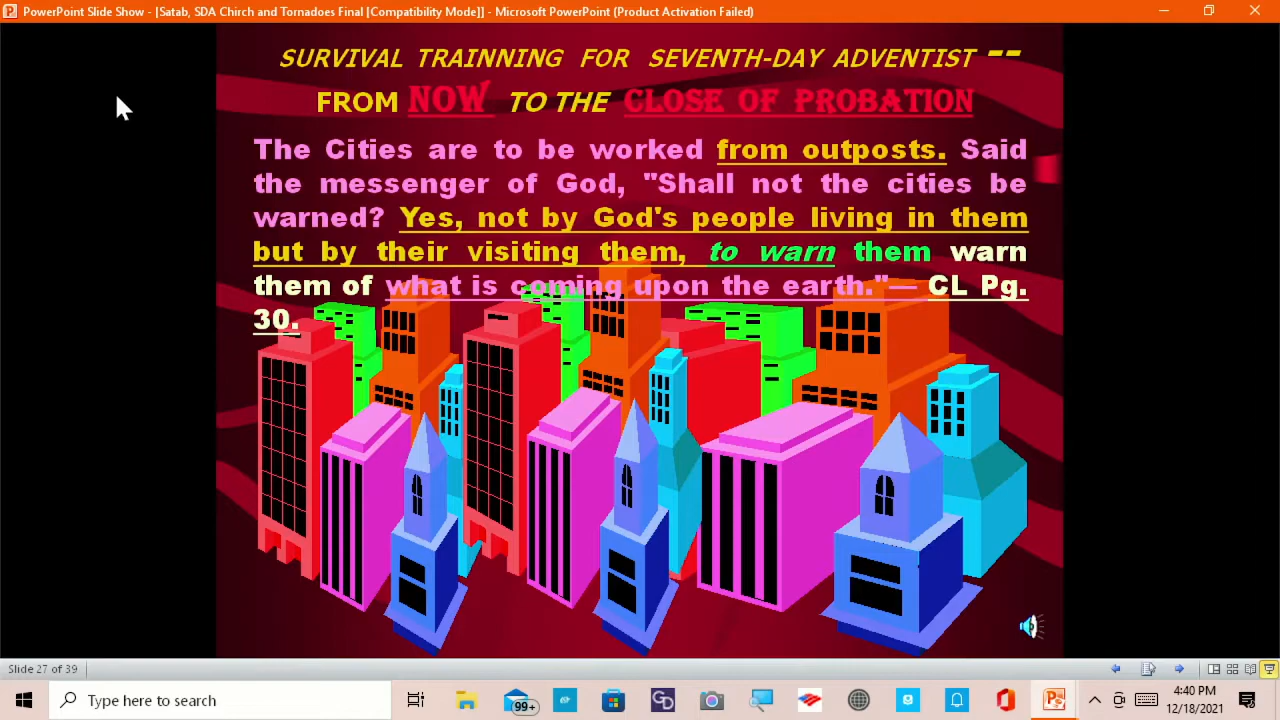 PowerPoint Slide Show - [Satab, SDA Chirch and Tornadoes Final [Compatibility Mode]] - Microsoft PowerPoint (Product Activation Failed)
SURVIVAL TRAINNING FOR SEVENTH-DAY ADVENTIST --
FROM NOW TO THE CLOSE OF PROBATION
The Cities are to be worked from outposts. Said
the messenger of God, "Shall not the cities be
warned? Yes, not by God's people living in them
but by their visiting them, to warn them warn
them of what is coming upon the earth."— CL Pg.
30.
Slide 27 of 39
Type here to search
99+
GD
4:40 PM
12/18/2021